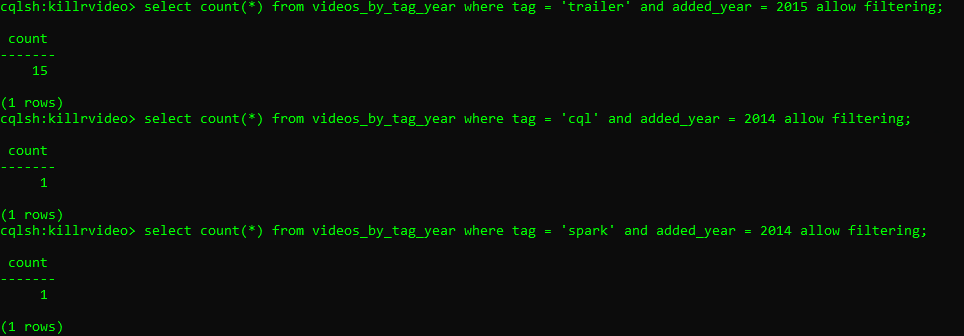 cqlsh:killrvideo> select count(*) from videos_by_tag_year where tag = 'trailer' and added_year = 2015 allow filtering;
count
-------
15
(1 rows)
cqlsh:killrvideo> select count(*) from videos_by_tag_year where tag = 'cql' and added_year = 2014 allow filtering;
count
-------
1
(1 rows)
cqlsh:killrvideo> select count(*) from videos_by_tag_year where tag = 'spark' and added_year = 2014 allow filtering;
count
-------
1
(1 rows)